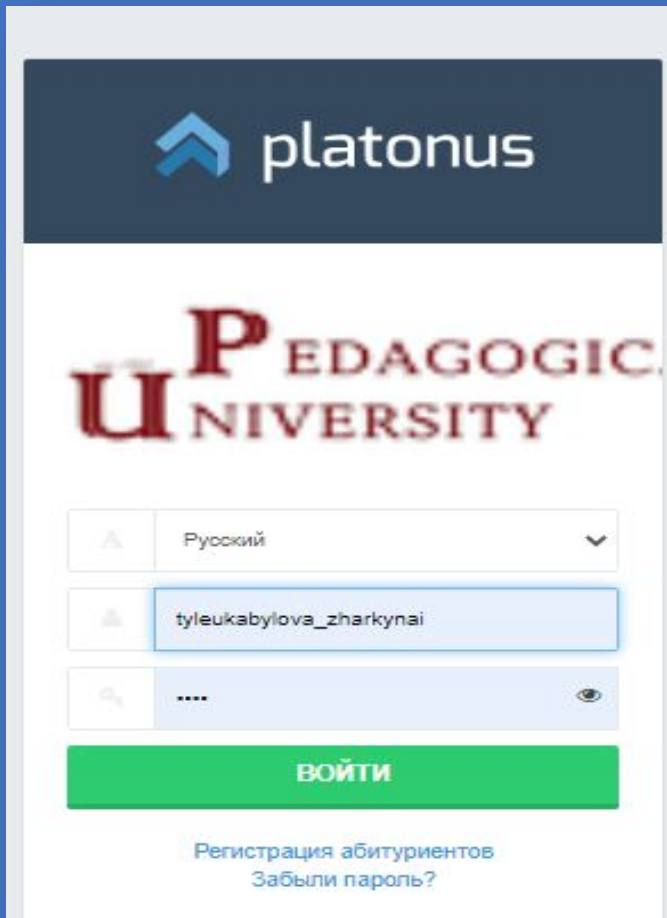 platonus
PEDAGOGIC
UNIVERSITY
Русский
tyleukabylova_zharkynai
••••
ВОЙТИ
Регистрация абитуриентов
Забыли пароль?